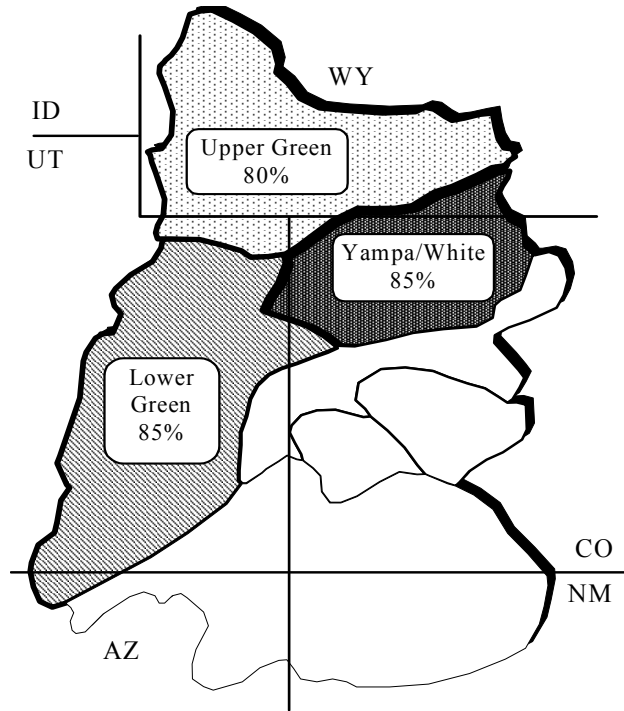 WY
ID
UT
Upper Green
80%
Yampa/White
85%
Lower
Green
85%
CO
NM
AZ